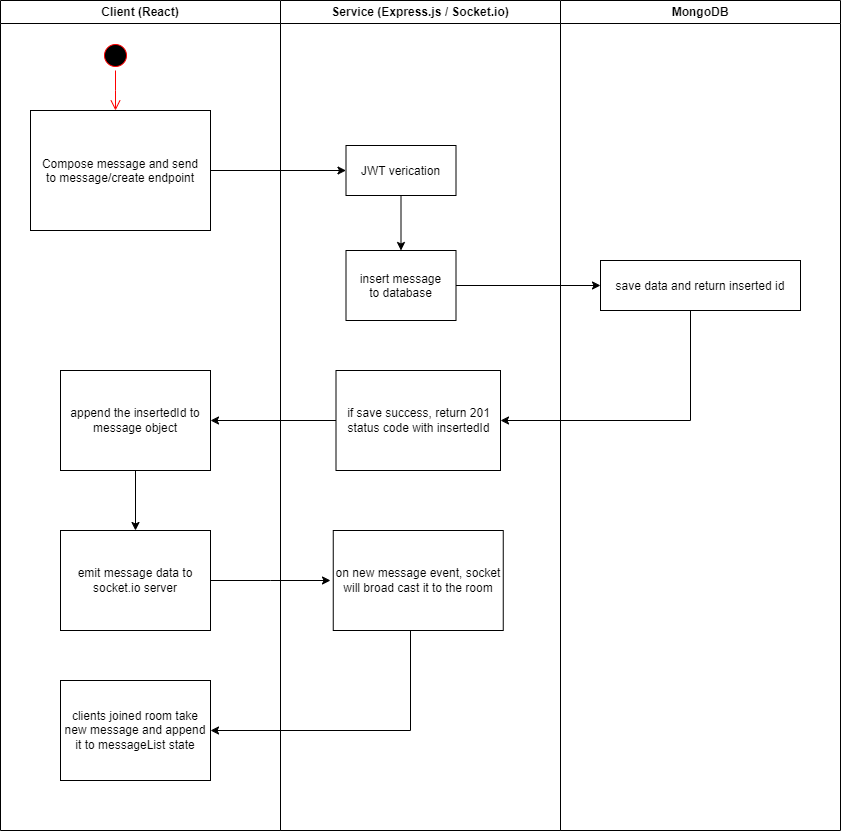 Client (React)
Service (Express.js / Socket.io)
MongoDB
Compose message and send
to message/create endpoint
JWT verication
insert message
to database
save data and return inserted id
append the insertedId to
message object
if save success, return 201
status code with insertedId
emit message data to
socket.io server
on new message event, socket
will broad cast it to the room
clients joined room take
new message and append
it to messageList state